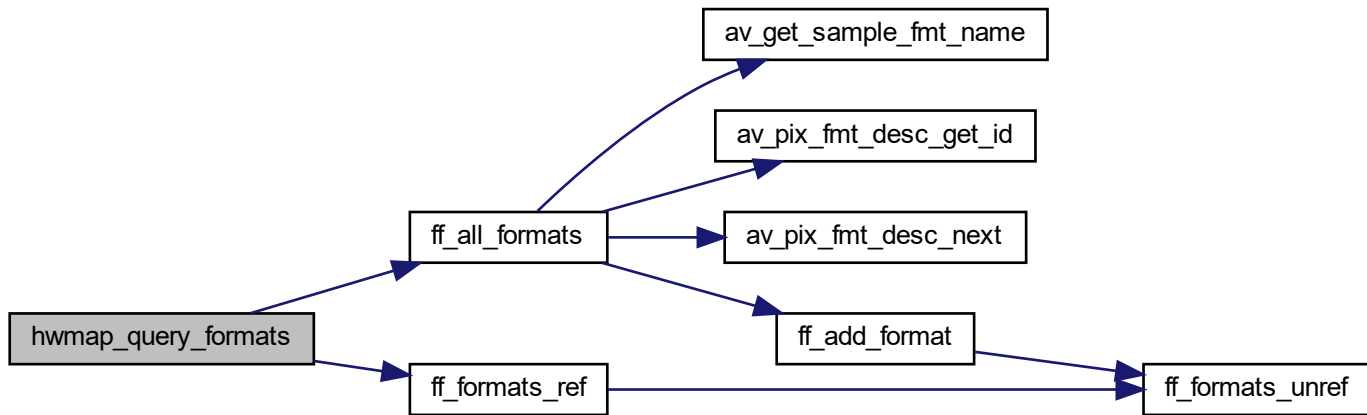 av_get_sample_fmt_name
av_pix_fmt_desc_get_id
ff_all_formats
av_pix_fmt_desc_next
hwmap_query_formats
ff_add_format
ff_formats_ref
ff_formats_unref